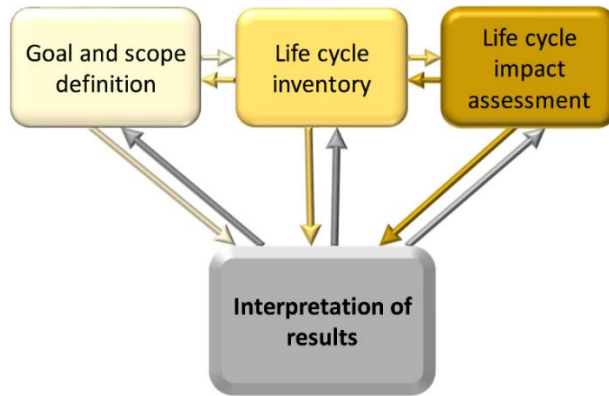 Goal and scope
definition
Life cycle
inventory
Life cycle
impact
assessment
Interpretation of
results